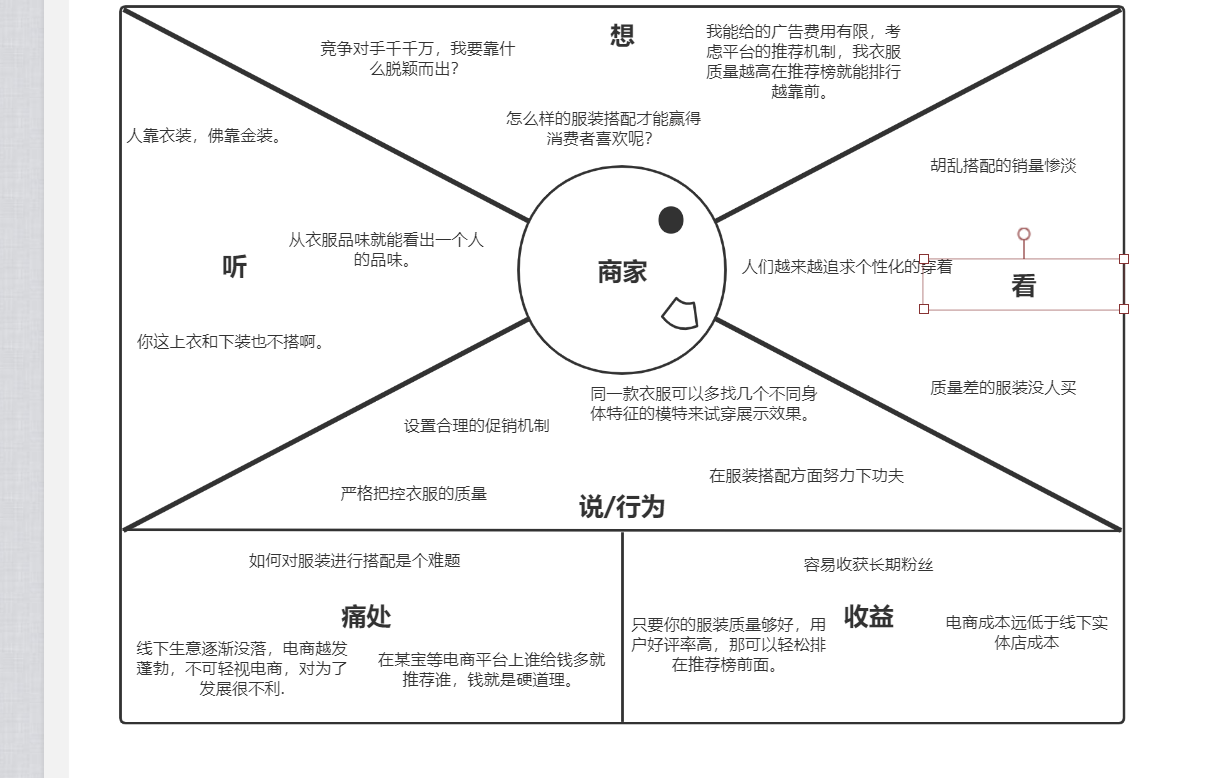 想
竞争对手千千万，我要靠什
么脱颖而出？
我能给的广告费用有限，考
虑平台的推荐机制，我衣服
质量越高在推荐榜就能排行
越靠前。
怎么样的服装搭配才能赢得
消费者喜欢呢？
人靠衣装，佛靠金装。
从衣服品味就能看出一个人
的品味。
听
你这上衣和下装也不搭啊。
商家
胡乱搭配的销量惨淡
人们越来越追求个性化的穿着
看
质量差的服装没人买
同一款衣服可以多找几个不同身
体特征的模特来试穿展示效果。
设置合理的促销机制
在服装搭配方面努力下功夫
严格把控衣服的质量
说/行为
如何对服装进行搭配是个难题
痛处
线下生意逐渐没落，电商越发
蓬勃，不可轻视电商，对为了
发展很不利.
在某宝等电商平台上谁给钱多就
推荐谁，钱就是硬道理。
容易收获长期粉丝
收益
只要你的服装质量够好，用
户好评率高，那可以轻松排
在推荐榜前面。
电商成本远低于线下实
体店成本